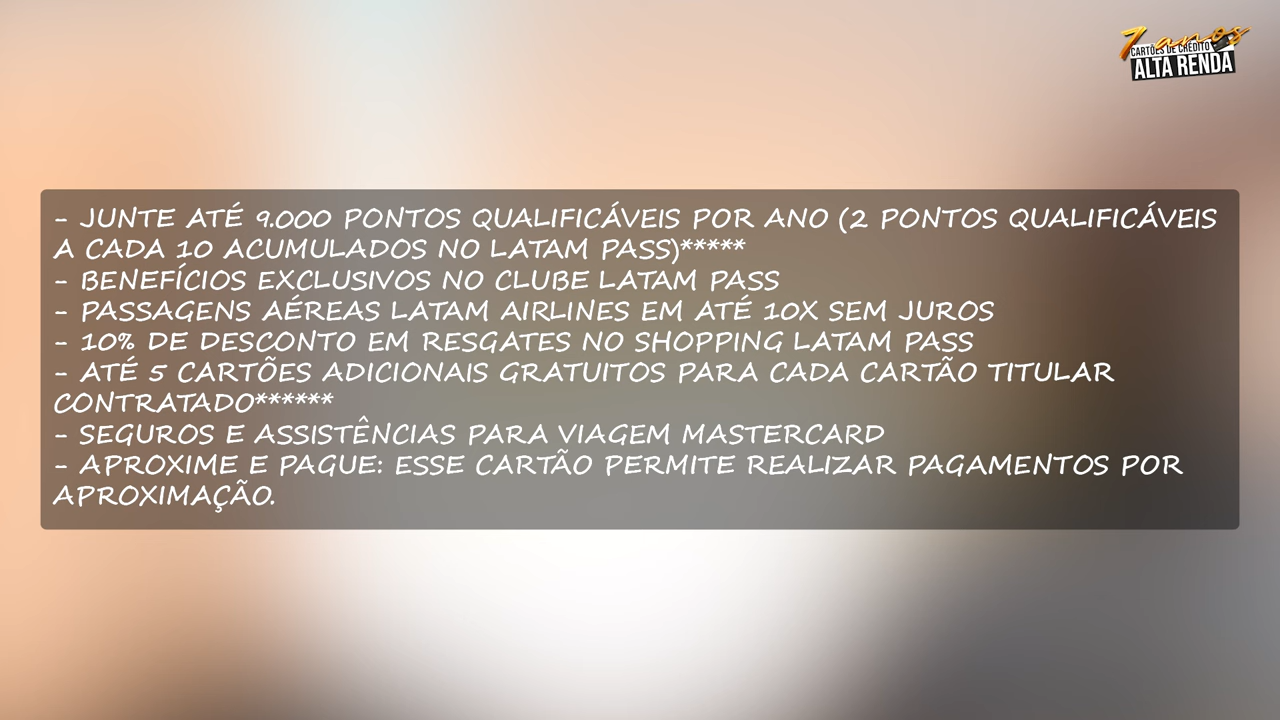 7 anos
CARTÕES DE CRÉDITO
ALTA RENDA
- JUNTE ATÉ 9.000 PONTOS QUALIFICÁVEIS POR ANO (2 PONTOS QUALIFICÁVEIS
A CADA 10 ACUMULADOS NO LATAM PASS)*****
- BENEFÍCIOS EXCLUSIVOS NO CLUBE LATAM PASS
- PASSAGENS AÉREAS LATAM AIRLINES EM ATÉ 10X SEM JUROS
- 10% DE DESCONTO EM RESGATES NO SHOPPING LATAM PASS
- ATÉ 5 CARTÕES ADICIONAIS GRATUITOS PARA CADA CARTÃO TITULAR
CONTRATADO******
- SEGUROS E ASSISTÊNCIAS PARA VIAGEM MASTERCARD
- APROXIME E PAGUE: ESSE CARTÃO PERMITE REALIZAR PAGAMENTOS POR
APROXIMAÇÃO.